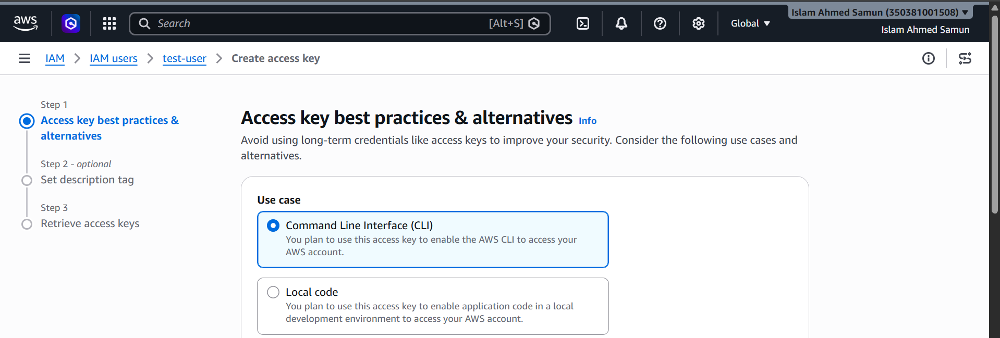 aws
Search
[Alt+S]
Global
Islam Ahmed Samun (350381001508)
Islam Ahmed Samun
IAM
IAM users
test-user
Create access key
Step 1
Access key best practices &
alternatives
Step 2 - optional
Set description tag
Step 3
Retrieve access keys
Access key best practices & alternatives Info
Avoid using long-term credentials like access keys to improve your security. Consider the following use cases and
alternatives.
Use case
Command Line Interface (CLI)
You plan to use this access key to enable the AWS CLI to access your
AWS account.
Local code
You plan to use this access key to enable application code in a local
development environment to access your AWS account.